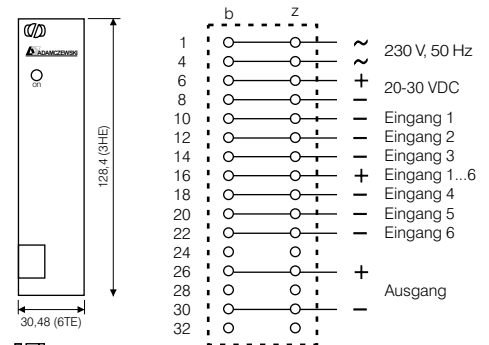 ADAMCZEWSKI
on
128,4 (3HE)
30,48 (6TE)
b z
1 ~ 230 V, 50 Hz
4 ~
6 + 20-30 VDC
8 –
10 – Eingang 1
12 – Eingang 2
14 – Eingang 3
16 + Eingang 1...6
18 – Eingang 4
20 – Eingang 5
22 – Eingang 6
24
26 +
28 Ausgang
30 –
32